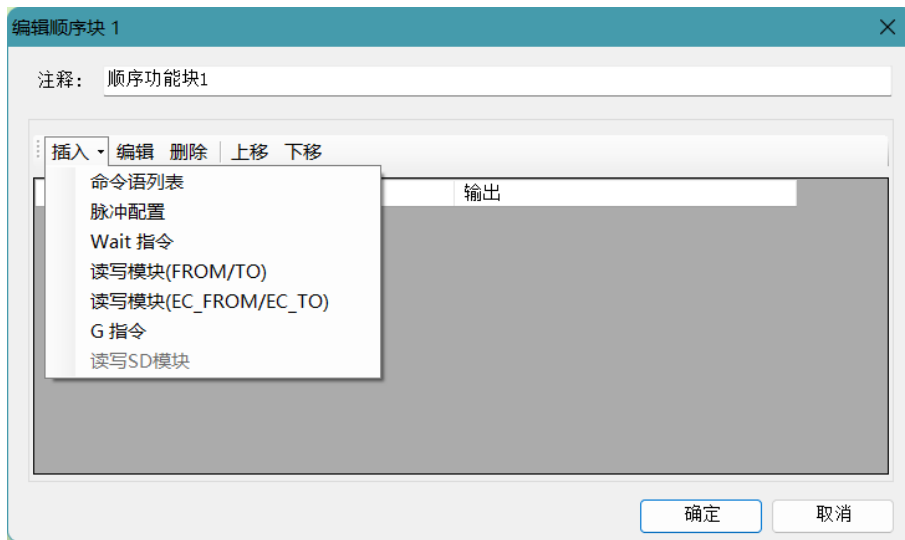 编辑顺序块 1
注释： 顺序功能块1
插入 编辑 删除 上移 下移
输出
命令语列表
脉冲配置
Wait 指令
读写模块(FROM/TO)
读写模块(EC_FROM/EC_TO)
G 指令
读写SD模块
确定 取消